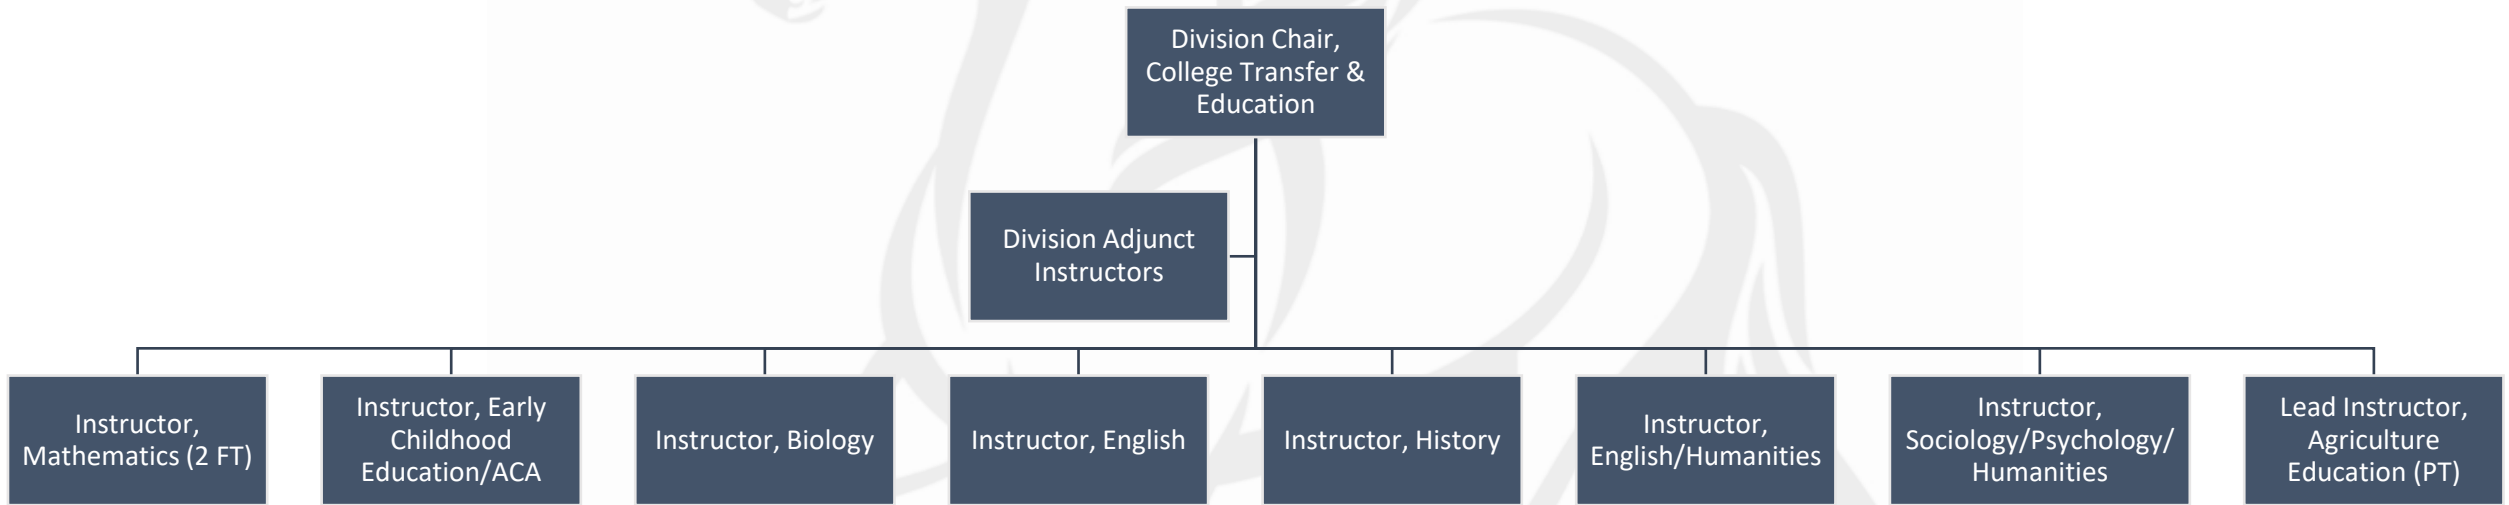 Division Chair,
College Transfer &
Education
Division Adjunct
Instructors
Instructor,
Mathematics (2 FT)
Instructor, Early
Childhood
Education/ACA
Instructor, Biology
Instructor, English
Instructor, History
Instructor,
English/Humanities
Instructor,
Sociology/Psychology/
Humanities
Lead Instructor,
Agriculture
Education (PT)